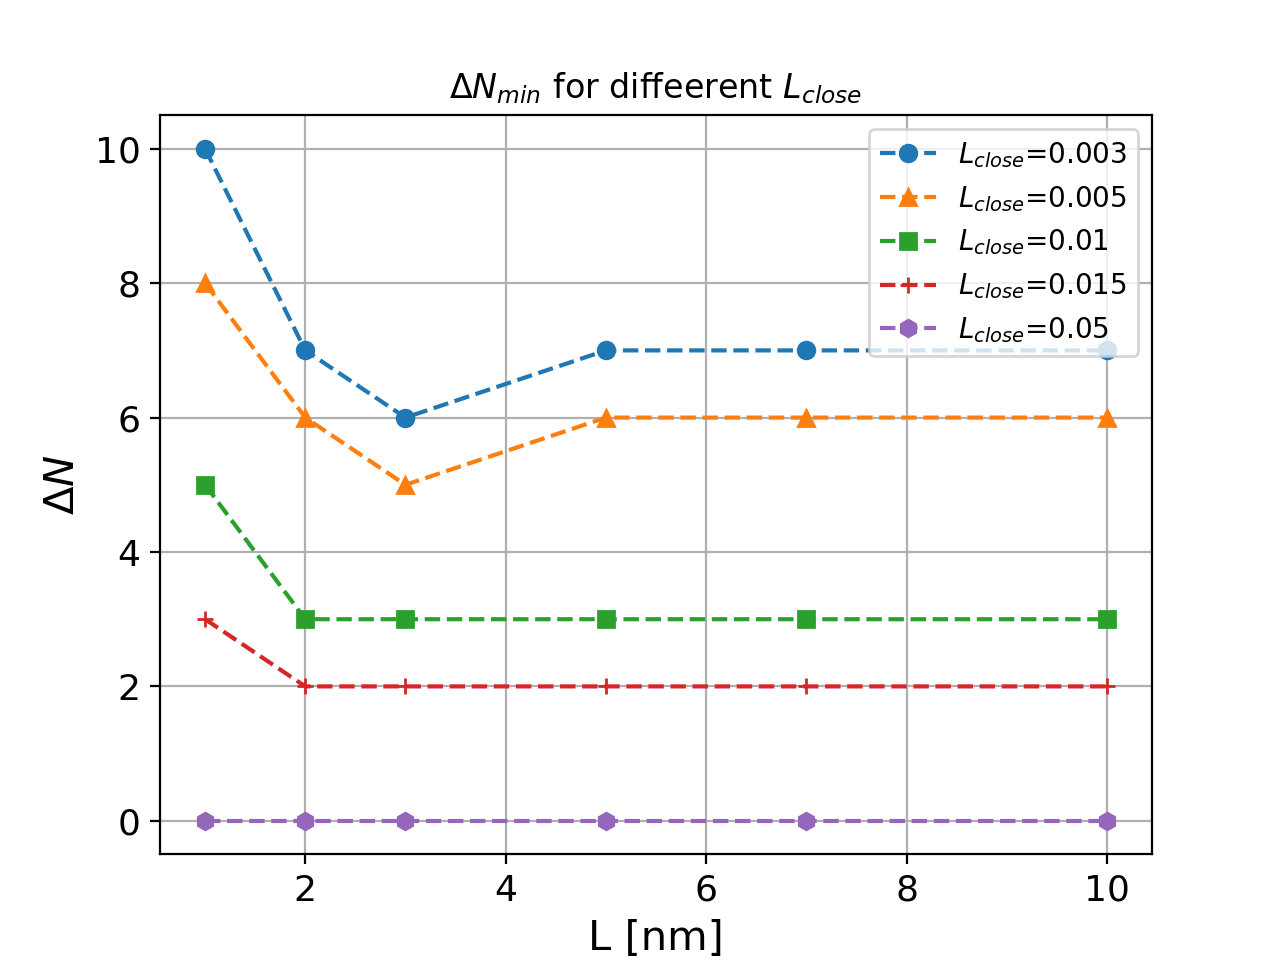 ΔN_min for diffeerent L_close
10
8
6
4
2
0
ΔN
L_close=0.003
L_close=0.005
L_close=0.01
L_close=0.015
L_close=0.05
2 4 6 8 10
L [nm]